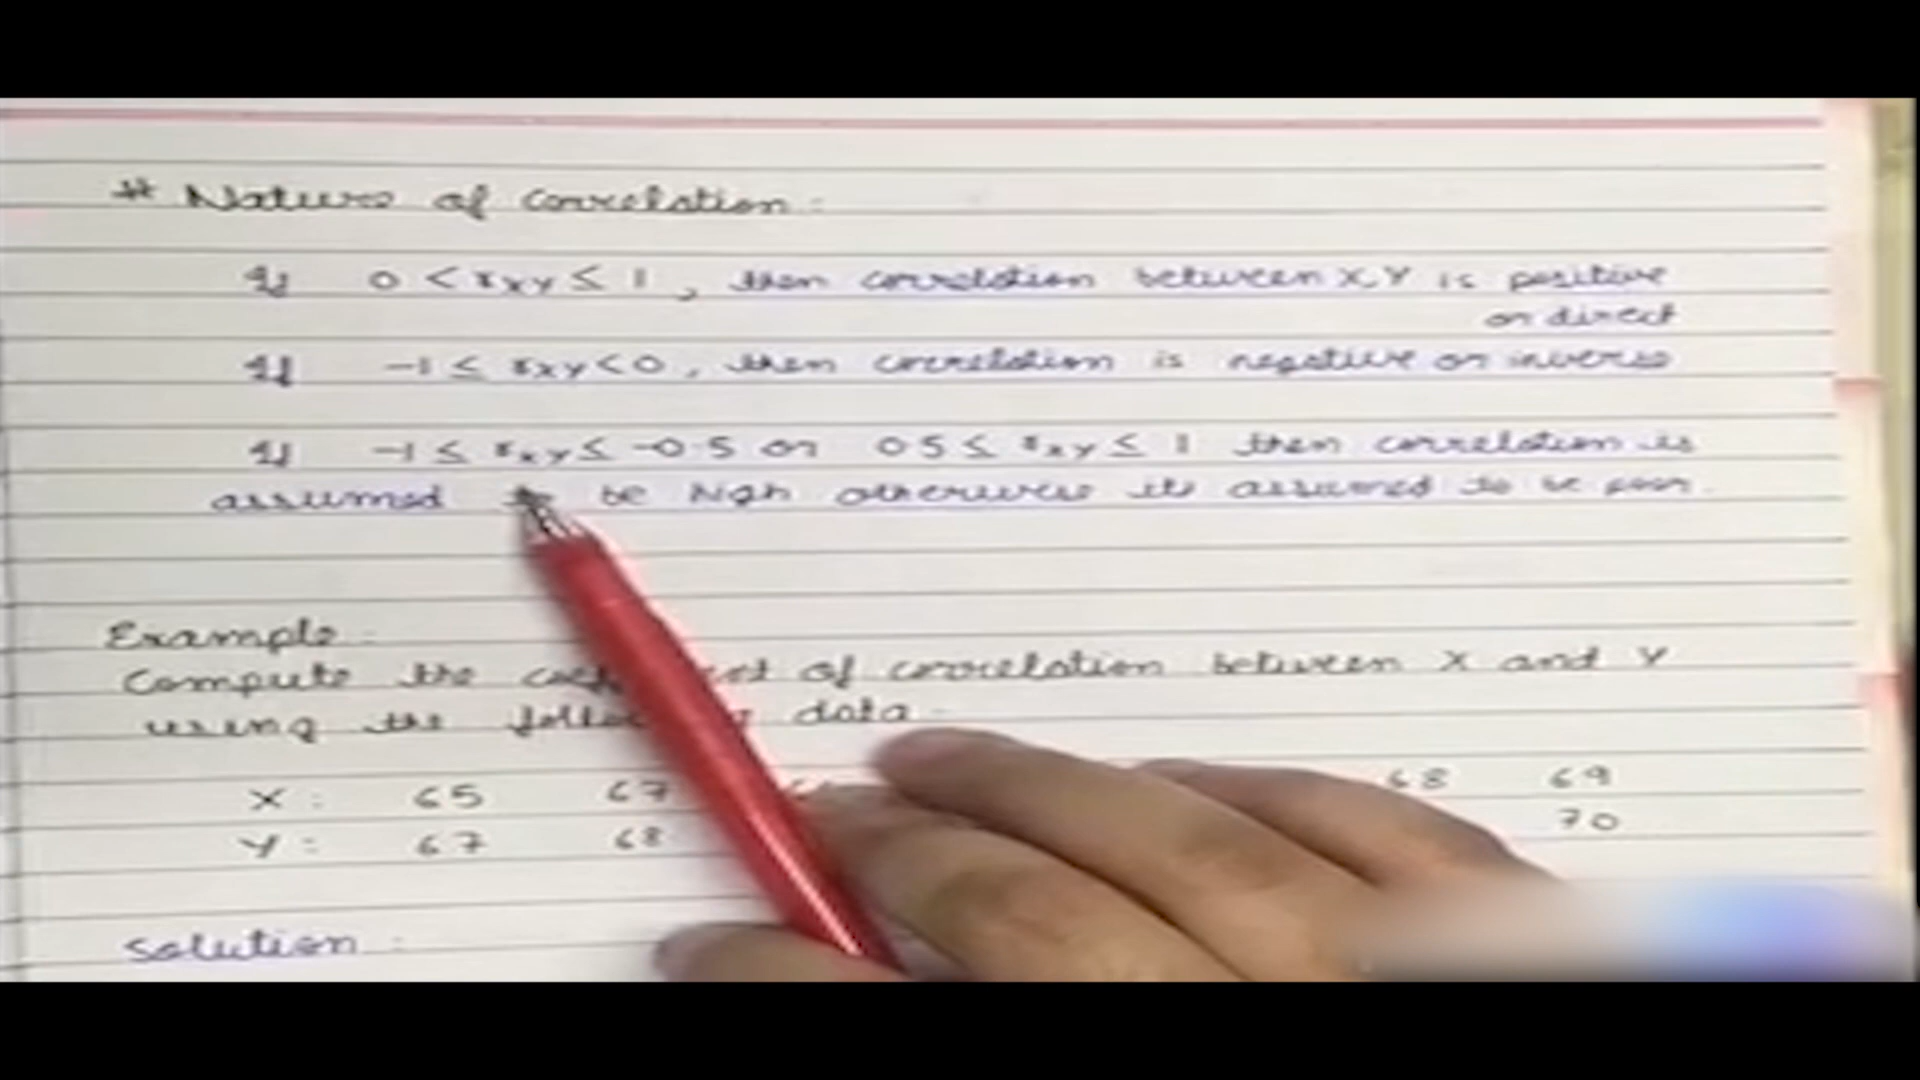 # Nature of correlation:
If 0 < rxy ≤ 1, then correlation between X,Y is positive
or direct
If -1 ≤ rxy < 0, then correlation is negative or inverse
If -1 ≤ rxy ≤ -0.5 or 0.5 ≤ rxy ≤ 1 then correlation is
assumed be high otherwise its assumed to be poor.
Example:
Compute the of correlation between X and Y
using the data.
X: 65 67 68 69
Y: 67 68 70
Solution: